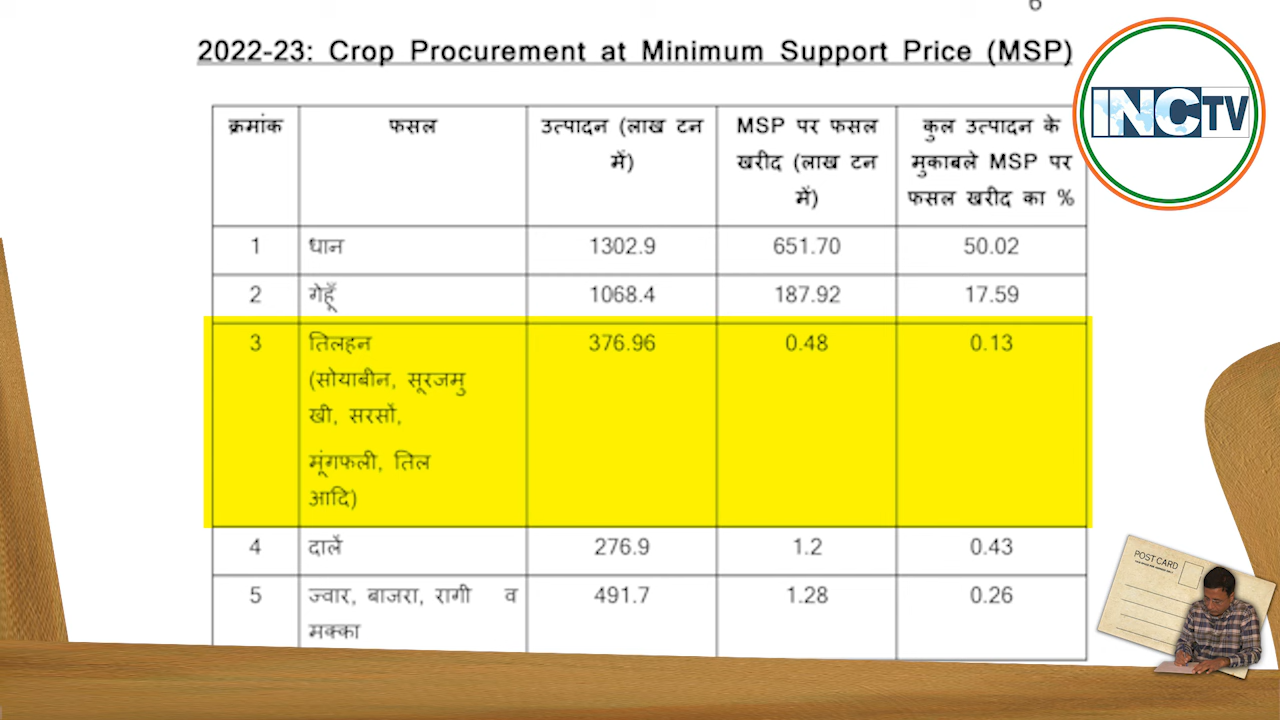 6
2022-23: Crop Procurement at Minimum Support Price (MSP)
INCTV
क्रमांक फसल उत्पादन (लाख टन में) MSP पर फसल खरीद (लाख टन में) कुल उत्पादन के मुकाबले MSP पर फसल खरीद का %
1 धान 1302.9 651.70 50.02
2 गेहूँ 1068.4 187.92 17.59
3 तिलहन 376.96 0.48 0.13
(सोयाबीन, सूरजमु
खी, सरसों,
मूंगफली, तिल
आदि)
4 दालें 276.9 1.2 0.43
5 ज्वार, बाजरा, रागी व 491.7 1.28 0.26
मक्का
POST CARD